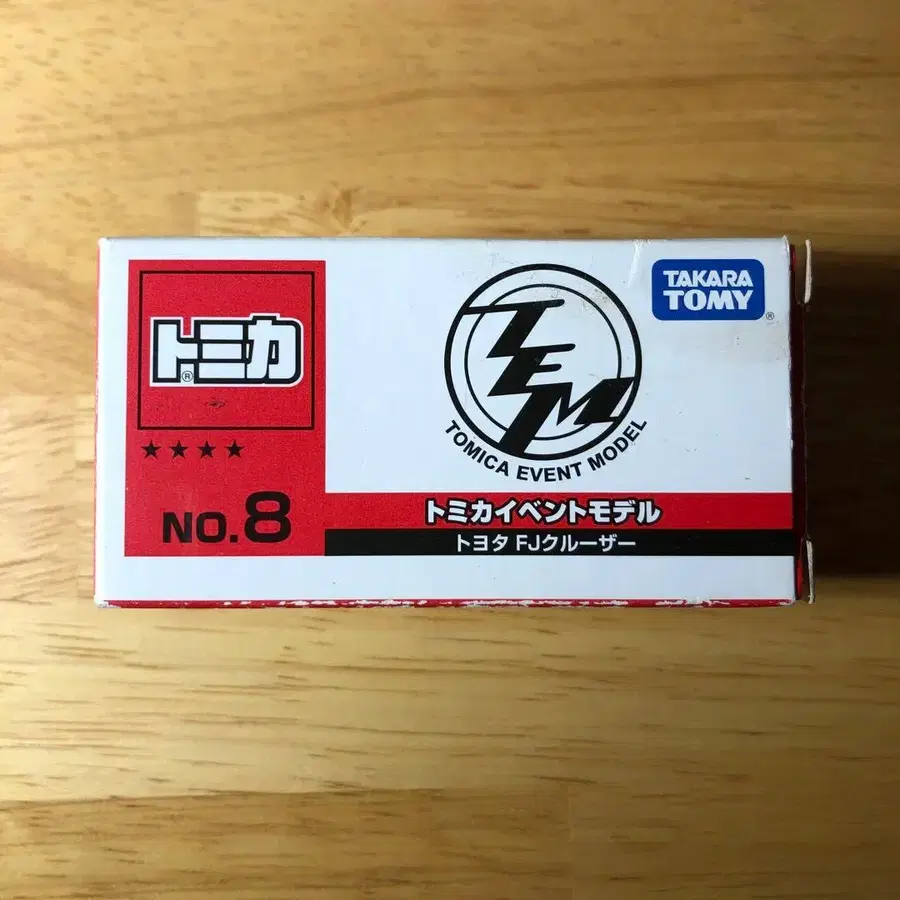 トミカ®
★★★★
NO.8
TEM
TOMICA EVENT MODEL
TAKARA
TOMY®
トミカイベントモデル
トヨタ FJクルーザー